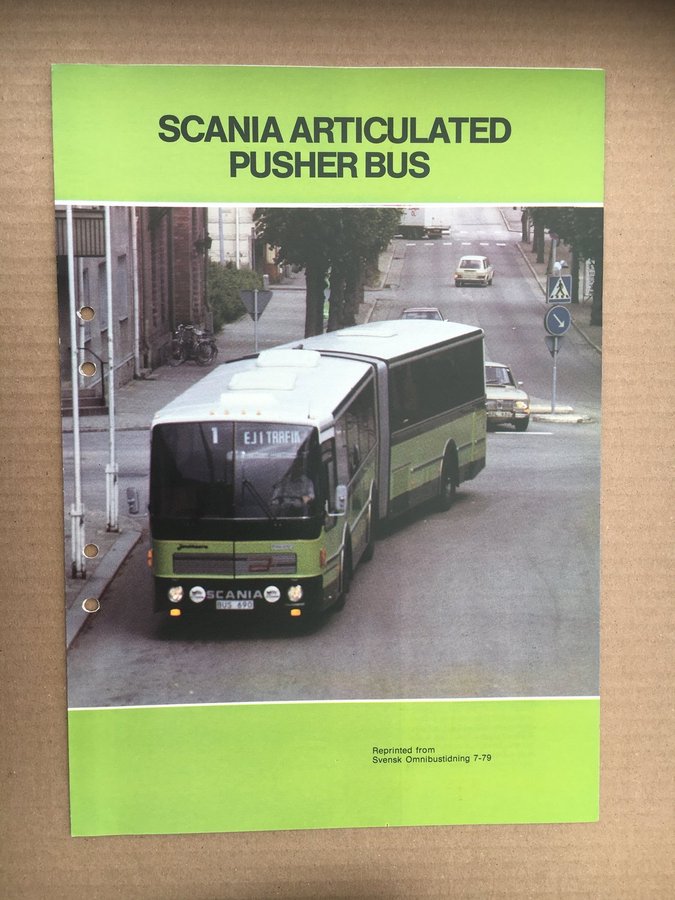 SCANIA ARTICULATED
PUSHER BUS
1 EJ I TRAFIK
SCANIA
BUS 690
Reprinted from
Svensk Omnibustidning 7-79